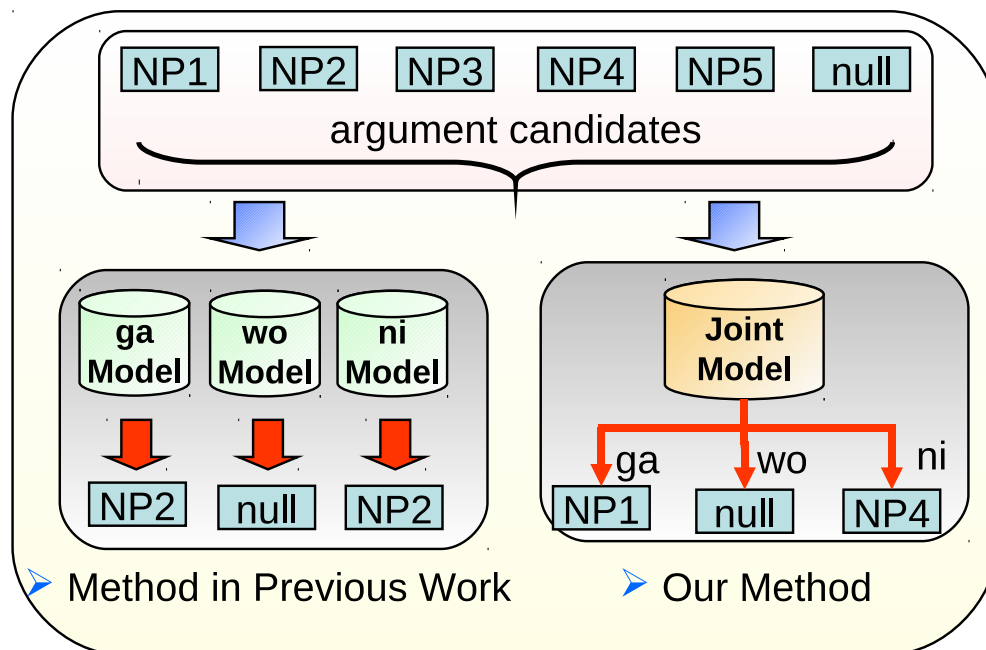 NP1 NP2 NP3 NP4 NP5 null
argument candidates
ga Model
wo Model
ni Model
NP2 null NP2
Joint Model
ga wo ni
NP1 null NP4
Method in Previous Work
Our Method